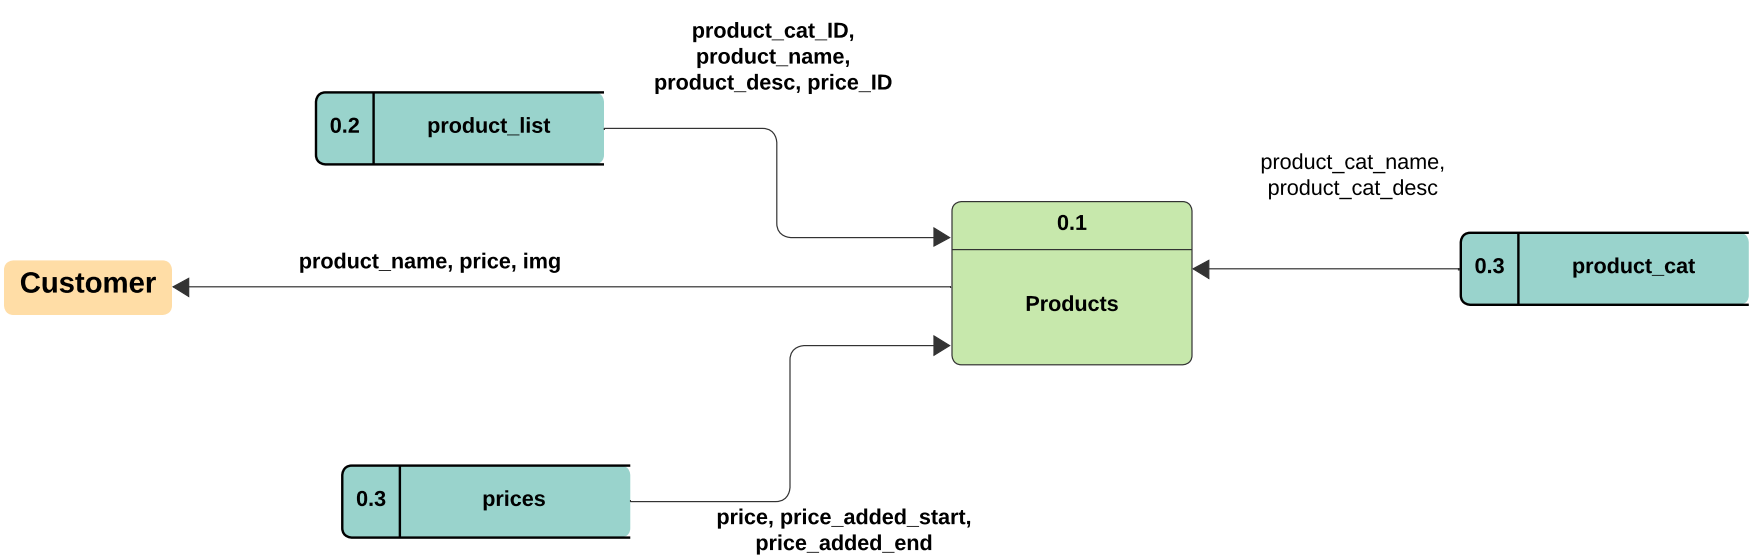 product_cat_ID,
product_name,
product_desc, price_ID
0.2 product_list
product_cat_name,
product_cat_desc
0.1
Products
0.3 product_cat
product_name, price, img
Customer
0.3 prices
price, price_added_start,
price_added_end